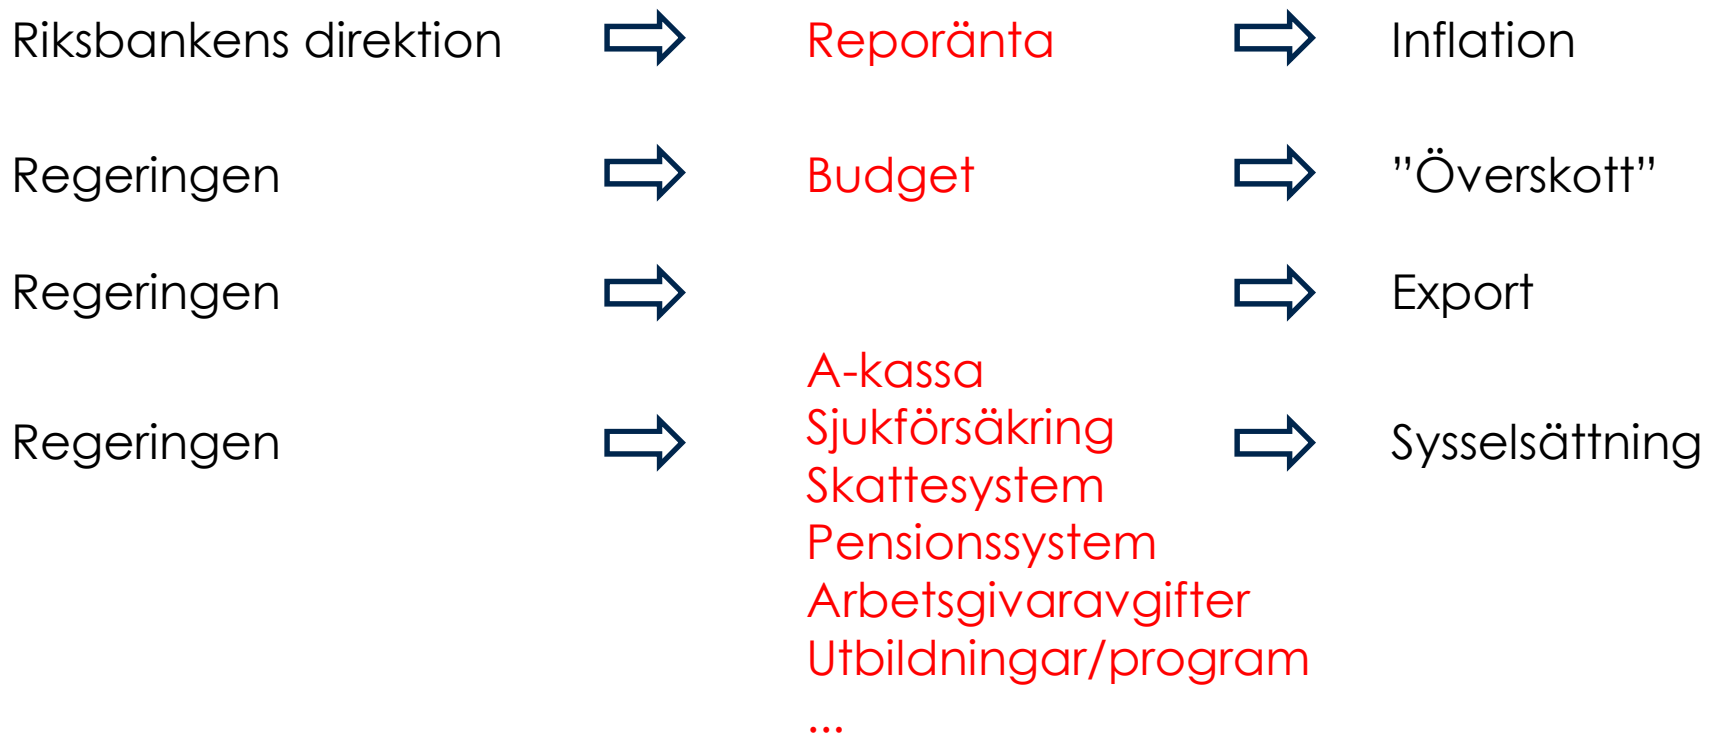 Riksbankens direktion Reporänta Inflation
Regeringen Budget ”Överskott”
Regeringen Export
A-kassa
Sjukförsäkring
Regeringen Sysselsättning
Skattesystem
Pensionssystem
Arbetsgivaravgifter
Utbildningar/program
...